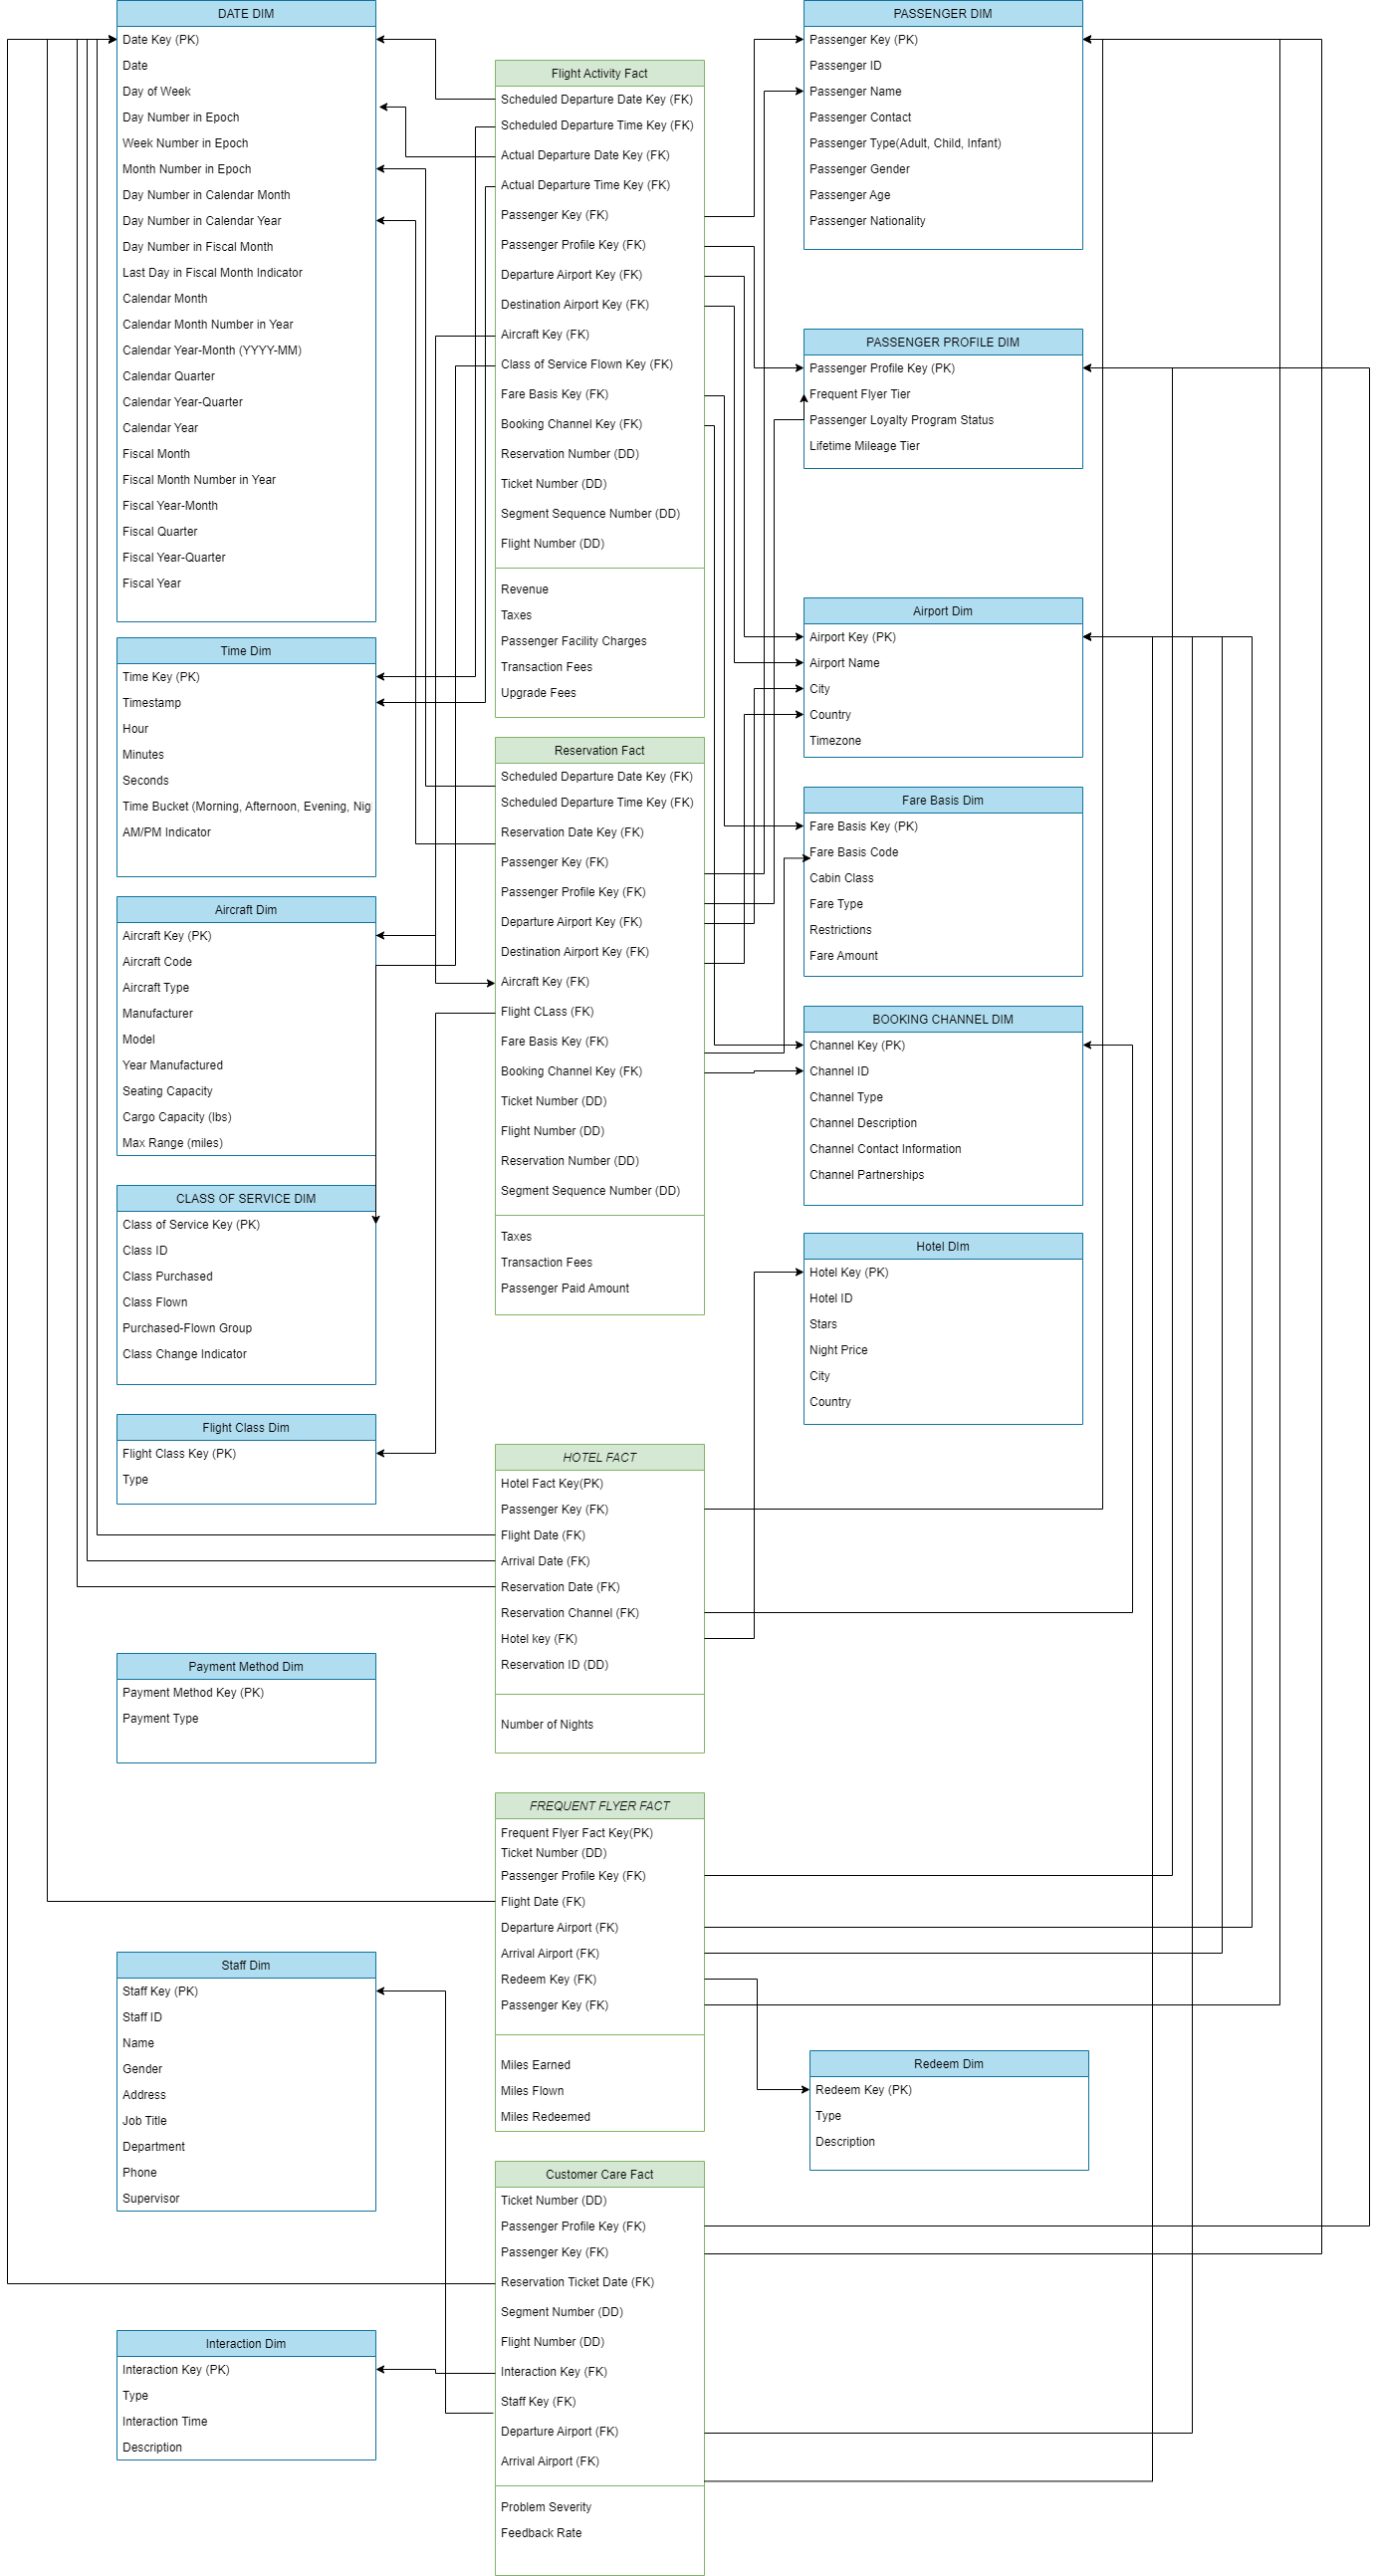 DATE DIM
Date Key (PK)
Date
Day of Week
Day Number in Epoch
Week Number in Epoch
Month Number in Epoch
Day Number in Calendar Month
Day Number in Calendar Year
Day Number in Fiscal Month
Last Day in Fiscal Month Indicator
Calendar Month
Calendar Month Number in Year
Calendar Year-Month (YYYY-MM)
Calendar Quarter
Calendar Year-Quarter
Calendar Year
Fiscal Month
Fiscal Month Number in Year
Fiscal Year-Month
Fiscal Quarter
Fiscal Year-Quarter
Fiscal Year
Time Dim
Time Key (PK)
Timestamp
Hour
Minutes
Seconds
Time Bucket (Morning, Afternoon, Evening, Nig
AM/PM Indicator
Aircraft Dim
Aircraft Key (PK)
Aircraft Code
Aircraft Type
Manufacturer
Model
Year Manufactured
Seating Capacity
Cargo Capacity (lbs)
Max Range (miles)
CLASS OF SERVICE DIM
Class of Service Key (PK)
Class ID
Class Purchased
Class Flown
Purchased-Flown Group
Class Change Indicator
Flight Class Dim
Flight Class Key (PK)
Type
Payment Method Dim
Payment Method Key (PK)
Payment Type
Staff Dim
Staff Key (PK)
Staff ID
Name
Gender
Address
Job Title
Department
Phone
Supervisor
Interaction Dim
Interaction Key (PK)
Type
Interaction Time
Description
Flight Activity Fact
Scheduled Departure Date Key (FK)
Scheduled Departure Time Key (FK)
Actual Departure Date Key (FK)
Actual Departure Time Key (FK)
Passenger Key (FK)
Passenger Profile Key (FK)
Departure Airport Key (FK)
Destination Airport Key (FK)
Aircraft Key (FK)
Class of Service Flown Key (FK)
Fare Basis Key (FK)
Booking Channel Key (FK)
Reservation Number (DD)
Ticket Number (DD)
Segment Sequence Number (DD)
Flight Number (DD)
Revenue
Taxes
Passenger Facility Charges
Transaction Fees
Upgrade Fees
Reservation Fact
Scheduled Departure Date Key (FK)
Scheduled Departure Time Key (FK)
Reservation Date Key (FK)
Passenger Key (FK)
Passenger Profile Key (FK)
Departure Airport Key (FK)
Destination Airport Key (FK)
Aircraft Key (FK)
Flight CLass (FK)
Fare Basis Key (FK)
Booking Channel Key (FK)
Ticket Number (DD)
Flight Number (DD)
Reservation Number (DD)
Segment Sequence Number (DD)
Taxes
Transaction Fees
Passenger Paid Amount
HOTEL FACT
Hotel Fact Key(PK)
Passenger Key (FK)
Flight Date (FK)
Arrival Date (FK)
Reservation Date (FK)
Reservation Channel (FK)
Hotel key (FK)
Reservation ID (DD)
Number of Nights
FREQUENT FLYER FACT
Frequent Flyer Fact Key(PK)
Ticket Number (DD)
Passenger Profile Key (FK)
Flight Date (FK)
Departure Airport (FK)
Arrival Airport (FK)
Redeem Key (FK)
Passenger Key (FK)
Miles Earned
Miles Flown
Miles Redeemed
Customer Care Fact
Ticket Number (DD)
Passenger Profile Key (FK)
Passenger Key (FK)
Reservation Ticket Date (FK)
Segment Number (DD)
Flight Number (DD)
Interaction Key (FK)
Staff Key (FK)
Departure Airport (FK)
Arrival Airport (FK)
Problem Severity
Feedback Rate
PASSENGER DIM
Passenger Key (PK)
Passenger ID
Passenger Name
Passenger Contact
Passenger Type(Adult, Child, Infant)
Passenger Gender
Passenger Age
Passenger Nationality
PASSENGER PROFILE DIM
Passenger Profile Key (PK)
Frequent Flyer Tier
Passenger Loyalty Program Status
Lifetime Mileage Tier
Airport Dim
Airport Key (PK)
Airport Name
City
Country
Timezone
Fare Basis Dim
Fare Basis Key (PK)
Fare Basis Code
Cabin Class
Fare Type
Restrictions
Fare Amount
BOOKING CHANNEL DIM
Channel Key (PK)
Channel ID
Channel Type
Channel Description
Channel Contact Information
Channel Partnerships
Hotel DIm
Hotel Key (PK)
Hotel ID
Stars
Night Price
City
Country
Redeem Dim
Redeem Key (PK)
Type
Description